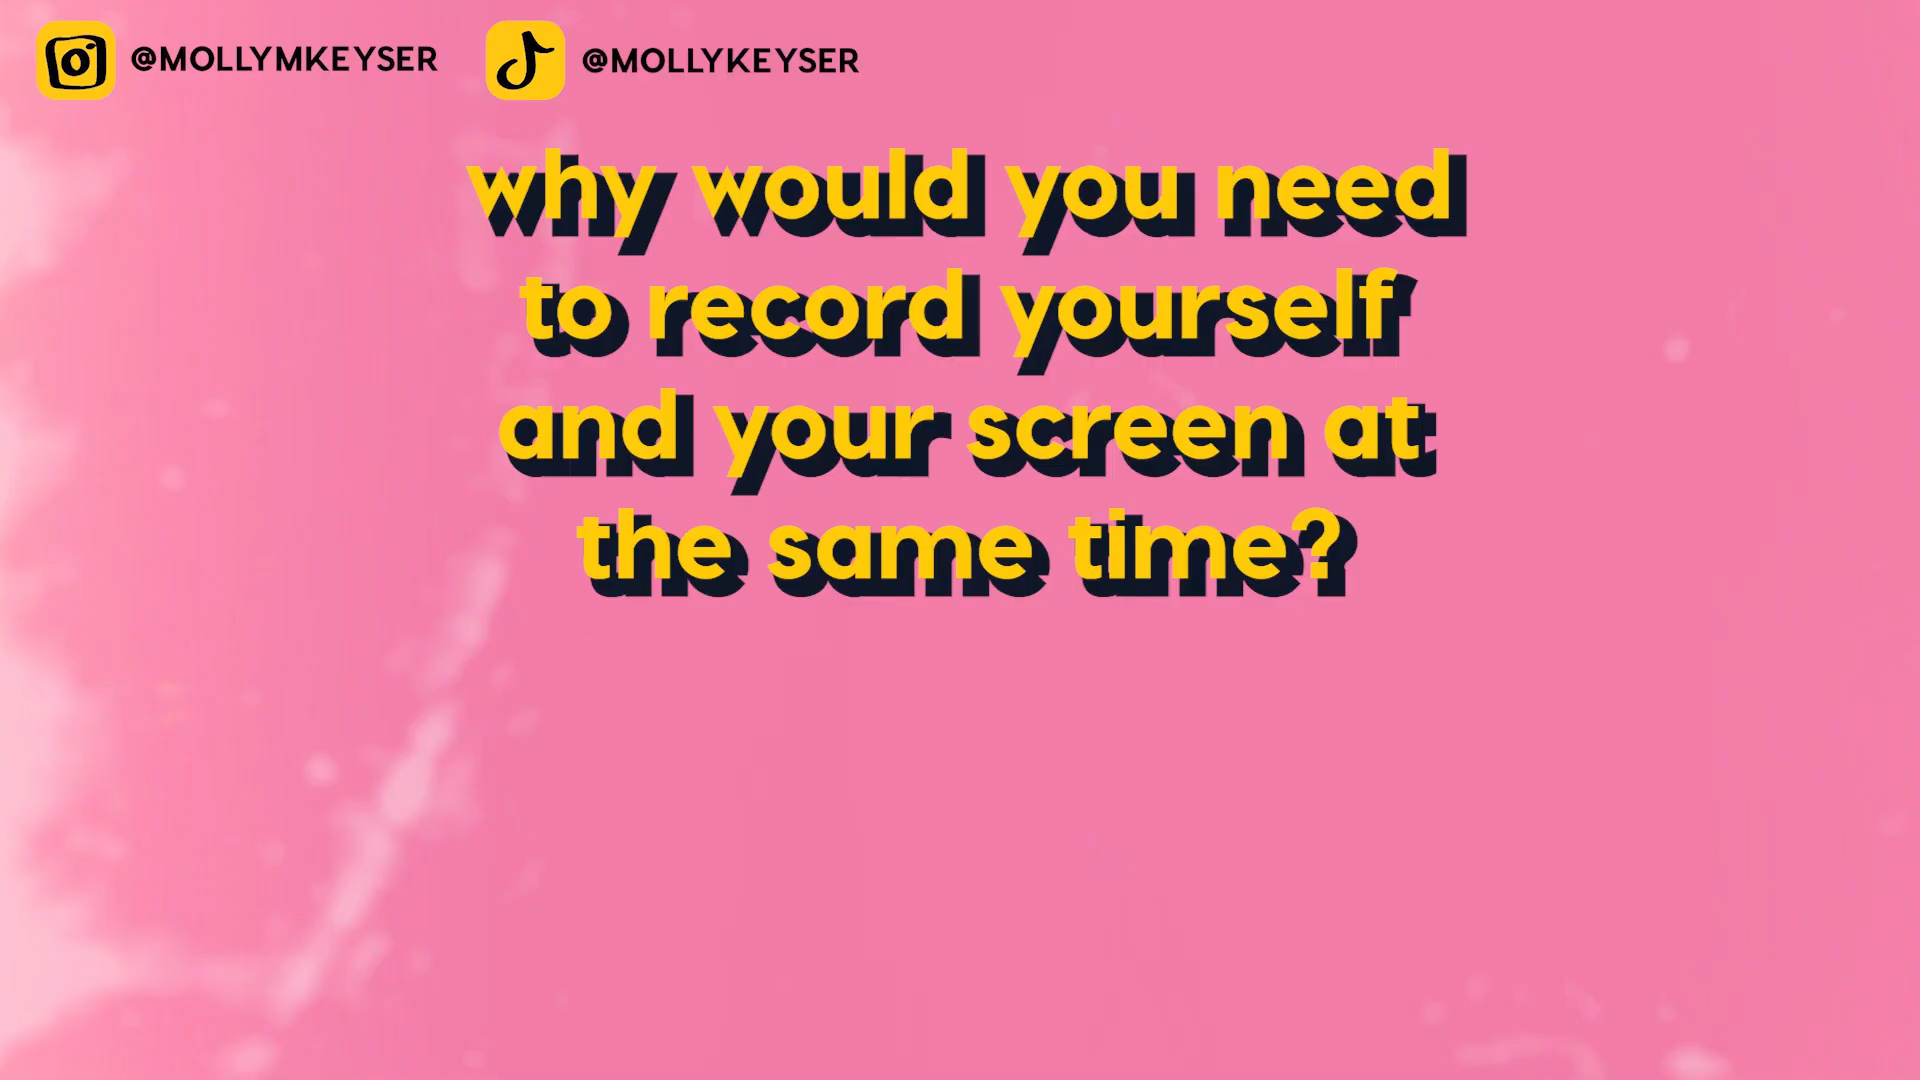 @MOLLYMKEYSER @MOLLYKEYSER
why would you need
to record yourself
and your screen at
the same time?